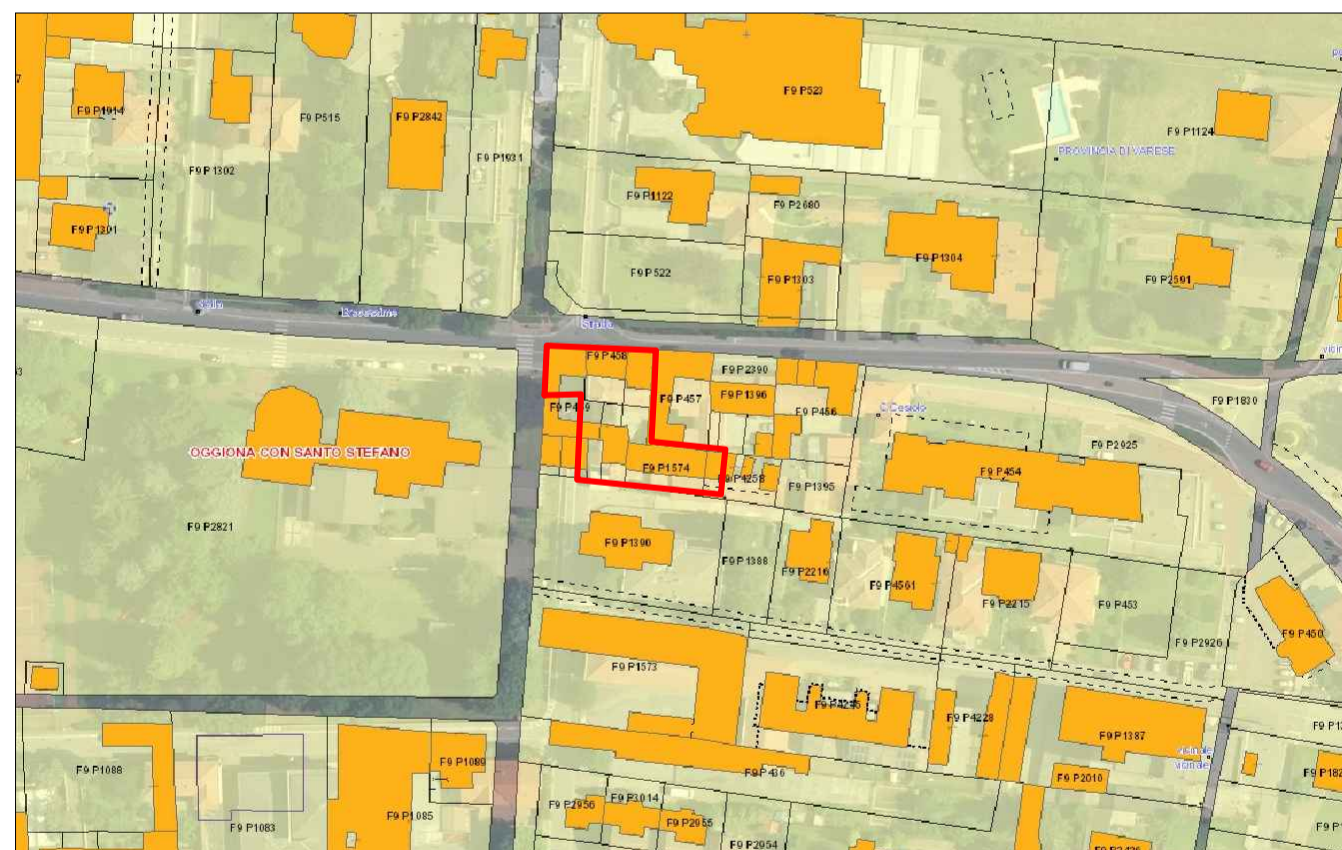 F9 P523
F9 P1914
F9 P515
F9 P2842
F9 P1124
F9 P1931
PROVINCIA DI VARESE
F9 P1302
F9 P1122
F9 P2680
F9 P1304
F9 P522
F9 P1303
F9 P2591
Strada
F9 P458
F9 P2390
F9 P1396
F9 P457
F9 P1830
F9 P456
F9 P2925
OGGIONA CON SANTO STEFANO
F9 P1574
F9 P454
F9 P4258
F9 P1395
F9 P2821
F9 P1390
F9 P1388
F9 P2216
F9 P4561
F9 P2215
F9 P453
F9 P450
F9 P2926
F9 P1573
F9 P4228
F9 P1387
vicinale
F9 P1089
F9 P1088
F9 P436
F9 P2010
F9 P2956
F9 P3014
F9 P1085
F9 P2955
F9 P1083
F9 P2954